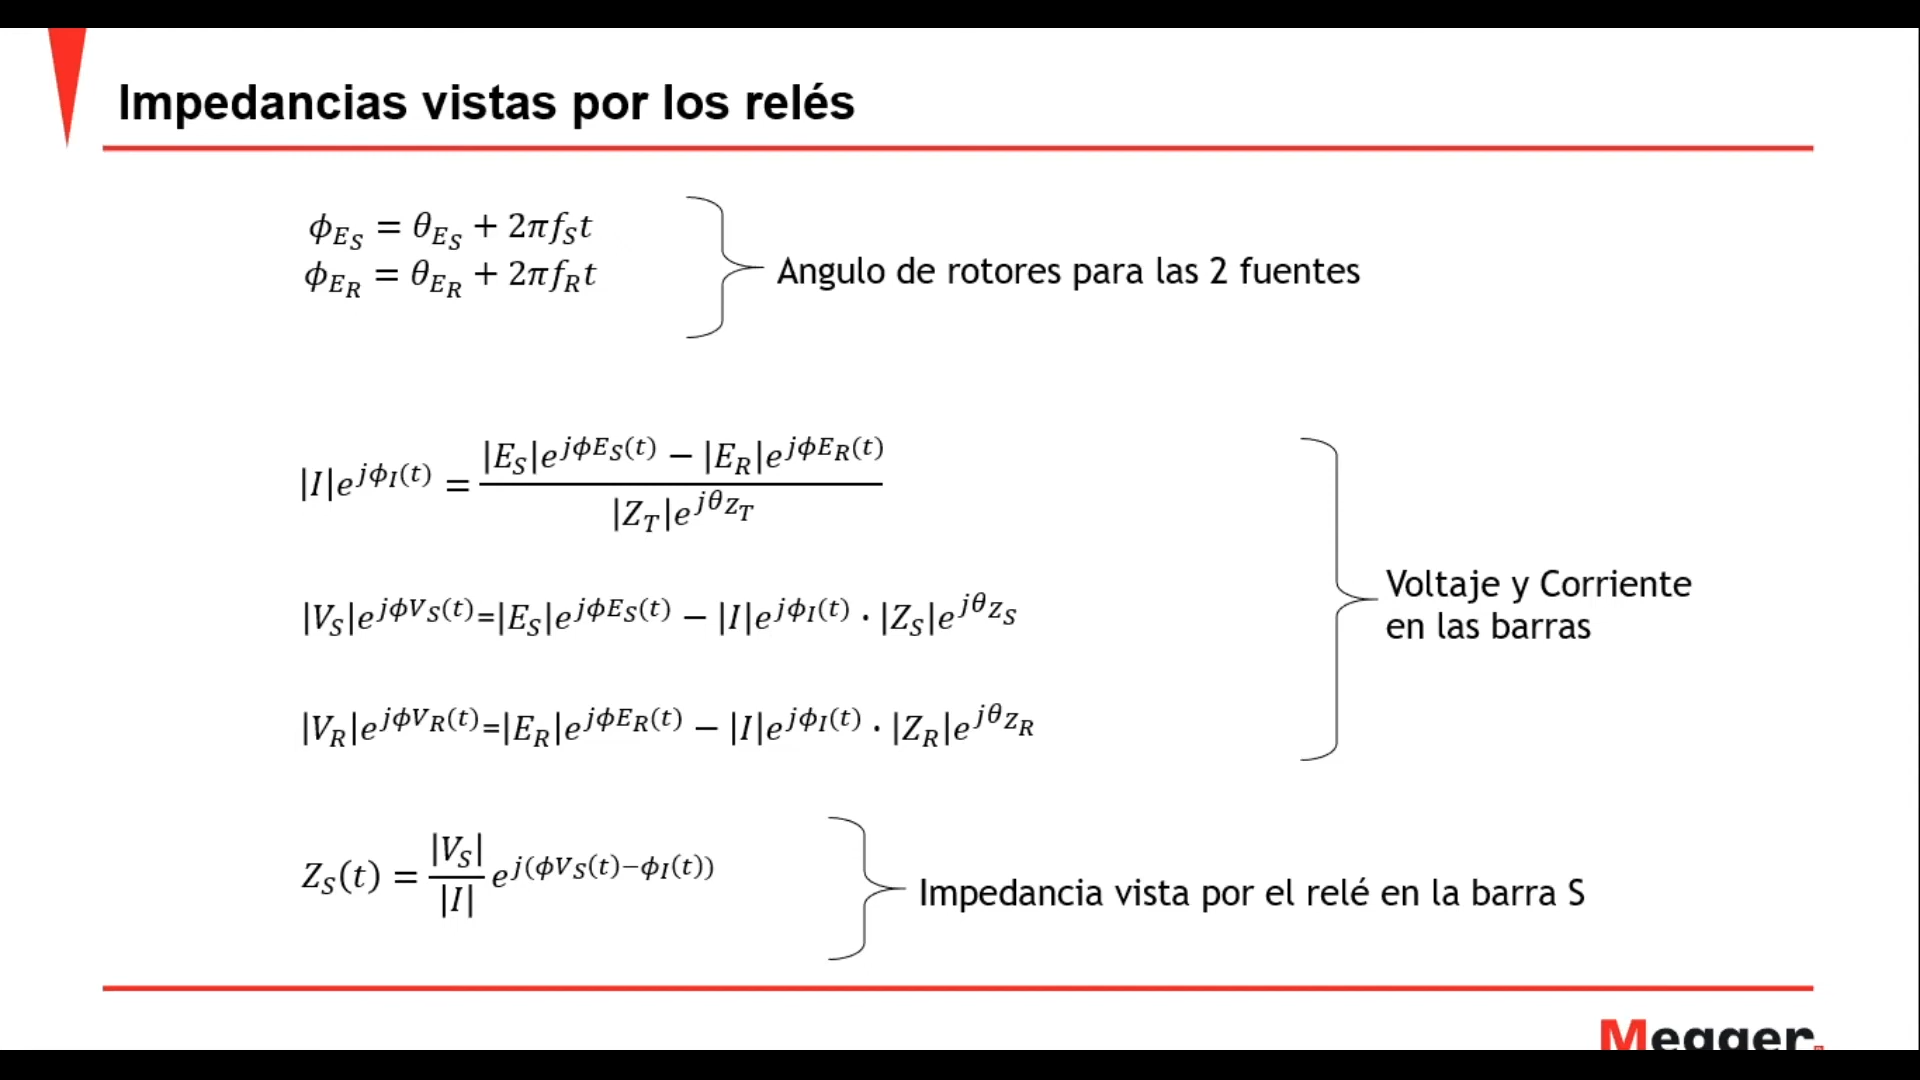 Impedancias vistas por los relés
ϕ_{E_S} = θ_{E_S} + 2πf_S t
ϕ_{E_R} = θ_{E_R} + 2πf_R t
Angulo de rotores para las 2 fuentes
|I|e^{jϕ_I(t)} = \frac{|E_S|e^{jϕE_S(t)} − |E_R|e^{jϕE_R(t)}}{|Z_T|e^{jθ_{Z_T}}}
|V_S|e^{jϕV_S(t)}=|E_S|e^{jϕE_S(t)} − |I|e^{jϕ_I(t)} · |Z_S|e^{jθ_{Z_S}}
|V_R|e^{jϕV_R(t)}=|E_R|e^{jϕE_R(t)} − |I|e^{jϕ_I(t)} · |Z_R|e^{jθ_{Z_R}}
Voltaje y Corriente
en las barras
Z_S(t) = \frac{|V_S|}{|I|} e^{j(ϕV_S(t)−ϕ_I(t))}
Impedancia vista por el relé en la barra S
Megger